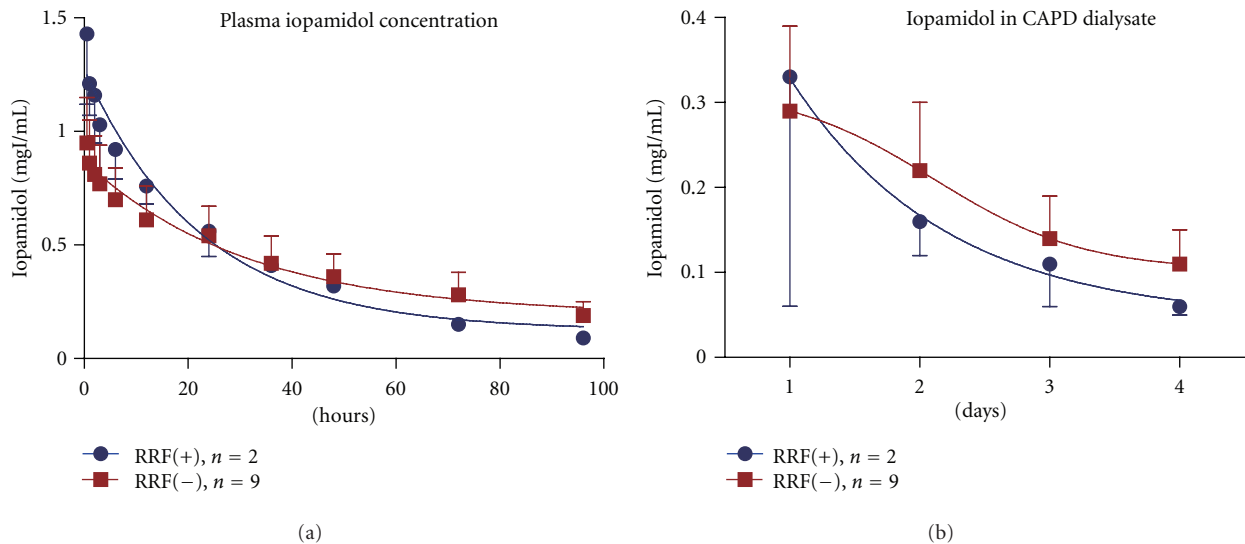 Plasma iopamidol concentration
1.5
1
0.5
0
Iopamidol (mgI/mL)
0 20 40 60 80 100
(hours)
RRF(+), n = 2
RRF(−), n = 9
(a)
Iopamidol in CAPD dialysate
0.4
0.3
0.2
0.1
0
Iopamidol (mgI/mL)
1 2 3 4
(days)
RRF(+), n = 2
RRF(−), n = 9
(b)